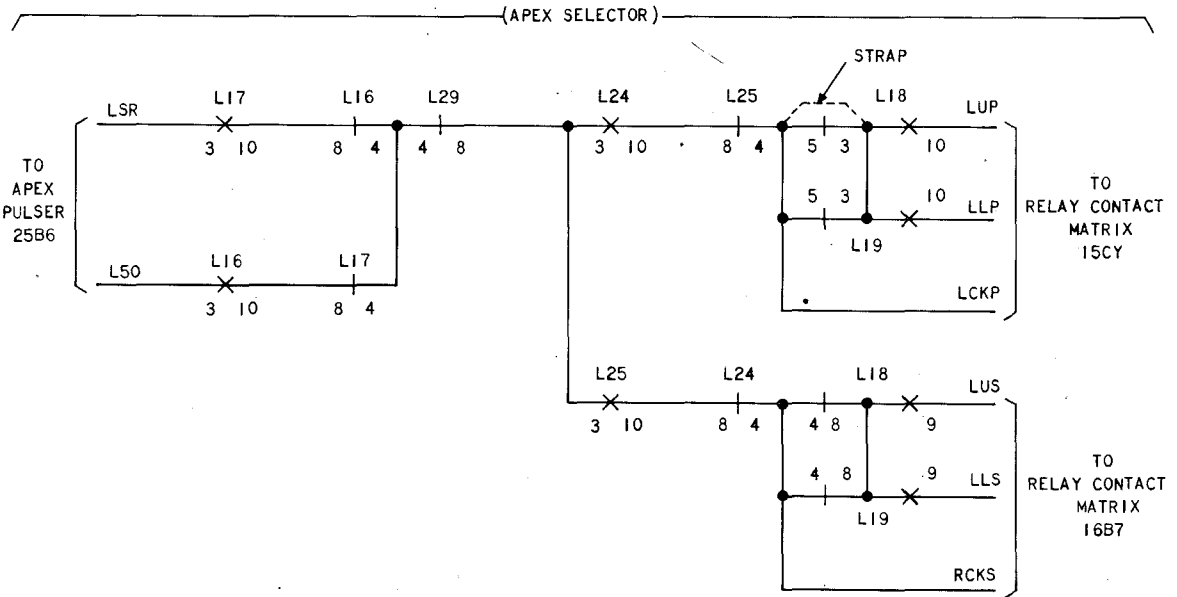 (APEX SELECTOR)
STRAP
LSR L17 L16 L29 L24 L25 L18 LUP
3 10 8 4 4 8 3 10 8 4 5 3 10
TO
APEX
PULSER
25B6
5 3 10 LLP
L19
TO
RELAY CONTACT
MATRIX
15CY
L50 L16 L17
3 10 8 4
LCKP
L25 L24 L18 LUS
3 10 8 4 4 8 9
4 8 9 LLS
L19
TO
RELAY CONTACT
MATRIX
16B7
RCKS